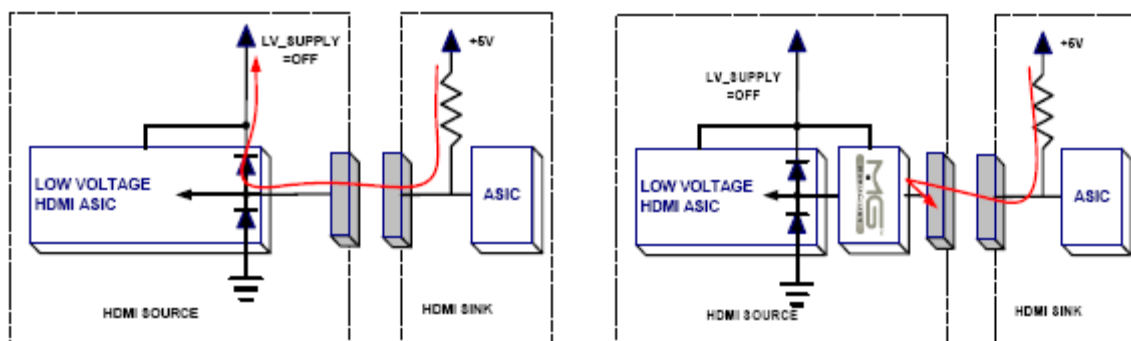 LV_SUPPLY
=OFF
+5V
LOW VOLTAGE
HDMI ASIC
ASIC
HDMI SOURCE
HDMI SINK
+5V
LV_SUPPLY
=OFF
LOW VOLTAGE
HDMI ASIC
MG
ASIC
HDMI SOURCE
HDMI SINK